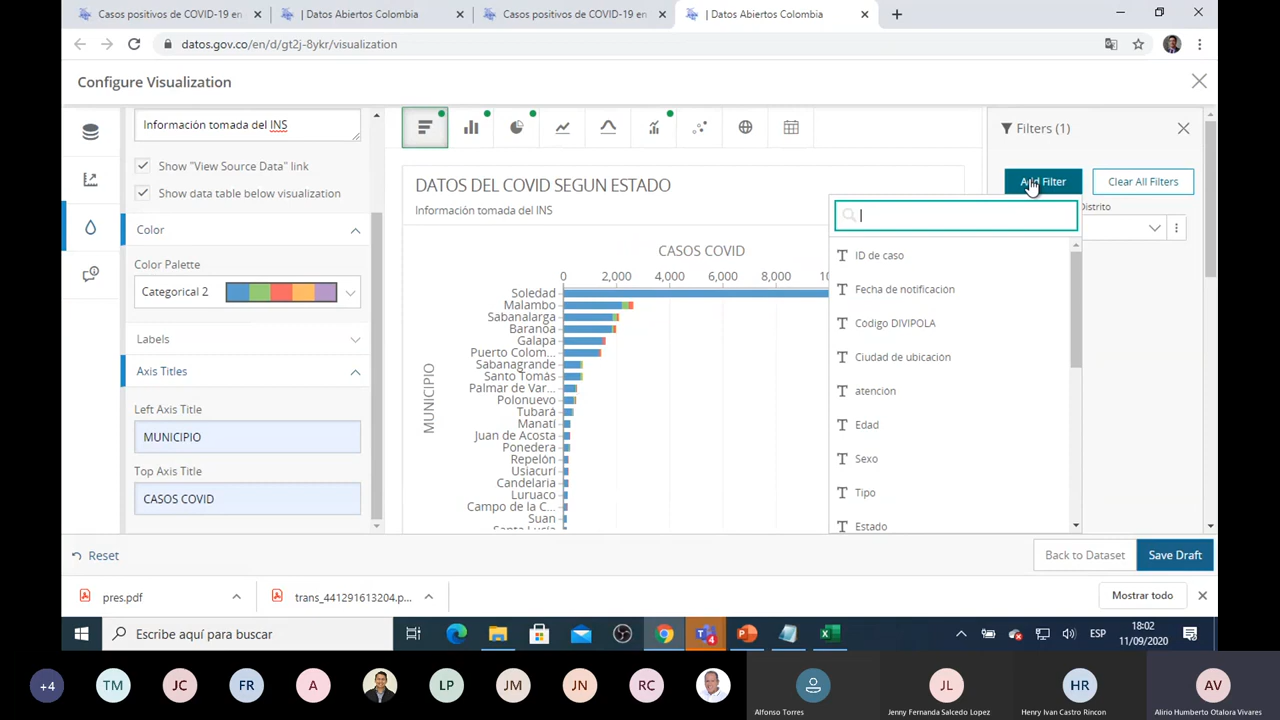 Casos positivos de COVID-19 en
| Datos Abiertos Colombia
Casos positivos de COVID-19 en
| Datos Abiertos Colombia
datos.gov.co/en/d/gt2j-8ykr/visualization
Configure Visualization
Información tomada del INS
Show "View Source Data" link
Show data table below visualization
Color
Color Palette
Categorical 2
Labels
Axis Titles
Left Axis Title
MUNICIPIO
Top Axis Title
CASOS COVID
DATOS DEL COVID SEGUN ESTADO
Información tomada del INS
CASOS COVID
0 2,000 4,000 6,000 8,000
MUNICIPIO
Soledad
Malambo
Sabanalarga
Baranoa
Galapa
Puerto Colom...
Sabanagrande
Santo Tomás
Palmar de Var...
Polonuevo
Tubará
Manatí
Juan de Acosta
Ponedera
Repelón
Usiacurí
Candelaria
Luruaco
Campo de la C...
Suan
Filters (1)
Add Filter
Clear All Filters
Distrito
ID de caso
Fecha de notificación
Codigo DIVIPOLA
Ciudad de ubicación
atención
Edad
Sexo
Tipo
Estado
Reset
Back to Dataset
Save Draft
pres.pdf
trans_441291613204.p...
Mostrar todo
Escribe aquí para buscar
4
ESP
18:02
11/09/2020
+4
TM
JC
FR
A
LP
JM
JN
RC
JL
HR
AV
Alfonso Torres
Jenny Fernanda Salcedo Lopez
Henry Ivan Castro Rincon
Alirio Humberto Otalora Vivares